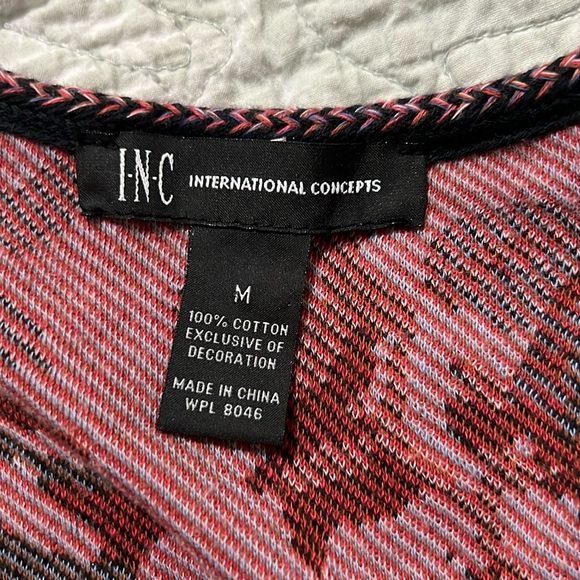 I-N-C INTERNATIONAL CONCEPTS
M
100% COTTON
EXCLUSIVE OF
DECORATION
MADE IN CHINA
WPL 8046